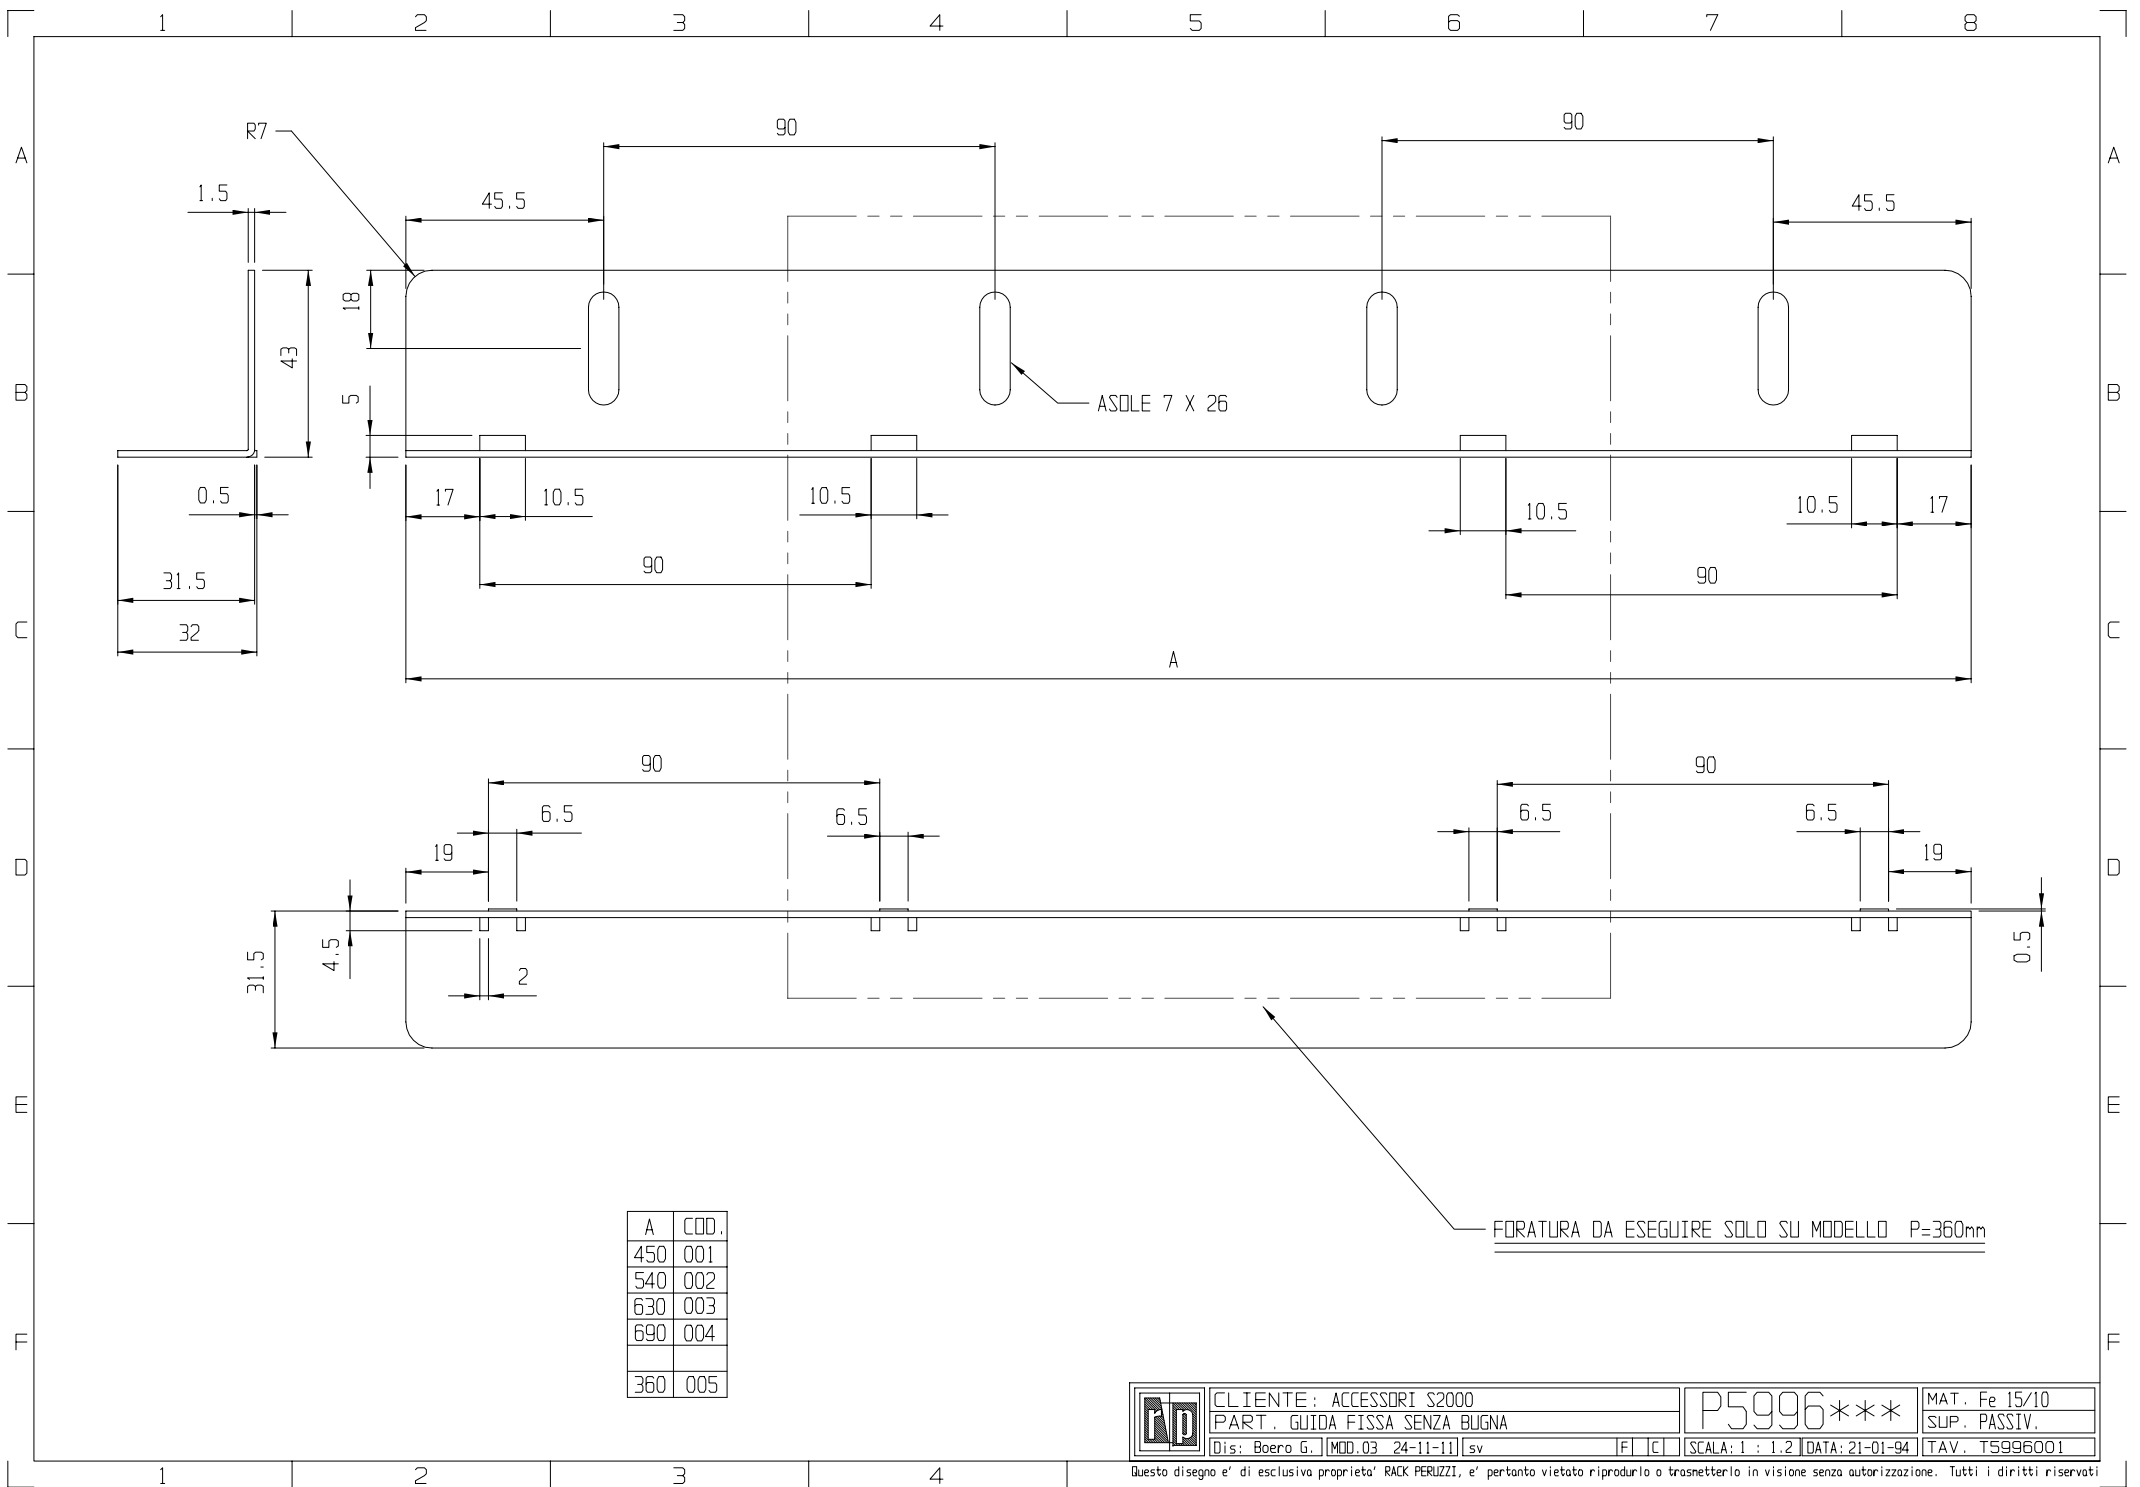 1 2 3 4 5 6 7 8
A A
R7
90
90
1.5
45.5
45.5
B B
18
43
5
ASOLE 7 X 26
0.5
17
10.5
10.5
10.5
10.5
17
90
90
31.5
32
C C
A
90
90
6.5
6.5
6.5
6.5
19
19
D D
4.5
31.5
2
0.5
E E
FORATURA DA ESEGUIRE SOLO SU MODELLO P=360mm
A COD.
450 001
540 002
630 003
690 004
360 005
F F
rp
CLIENTE: ACCESSORI S2000
PART. GUIDA FISSA SENZA BUGNA
Dis: Boero G. MOD.03 24-11-11 sv F C
P5996***
SCALA: 1 : 1.2 DATA: 21-01-94
MAT. Fe 15/10
SUP. PASSIV.
TAV. T5996001
1 2 3 4
Questo disegno e' di esclusiva proprieta' RACK PERUZZI, e' pertanto vietato riprodurlo o trasmetterlo in visione senza autorizzazione. Tutti i diritti riservati